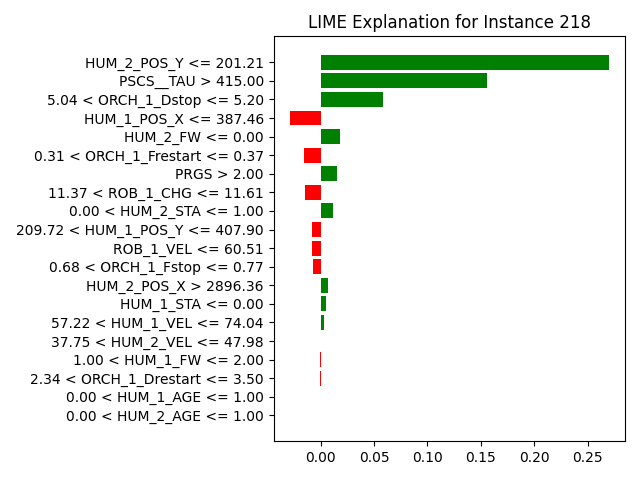 LIME Explanation for Instance 218
HUM_2_POS_Y <= 201.21
PSCS__TAU > 415.00
5.04 < ORCH_1_Dstop <= 5.20
HUM_1_POS_X <= 387.46
HUM_2_FW <= 0.00
0.31 < ORCH_1_Frestart <= 0.37
PRGS > 2.00
11.37 < ROB_1_CHG <= 11.61
0.00 < HUM_2_STA <= 1.00
209.72 < HUM_1_POS_Y <= 407.90
ROB_1_VEL <= 60.51
0.68 < ORCH_1_Fstop <= 0.77
HUM_2_POS_X > 2896.36
HUM_1_STA <= 0.00
57.22 < HUM_1_VEL <= 74.04
37.75 < HUM_2_VEL <= 47.98
1.00 < HUM_1_FW <= 2.00
2.34 < ORCH_1_Drestart <= 3.50
0.00 < HUM_1_AGE <= 1.00
0.00 < HUM_2_AGE <= 1.00
0.00 0.05 0.10 0.15 0.20 0.25